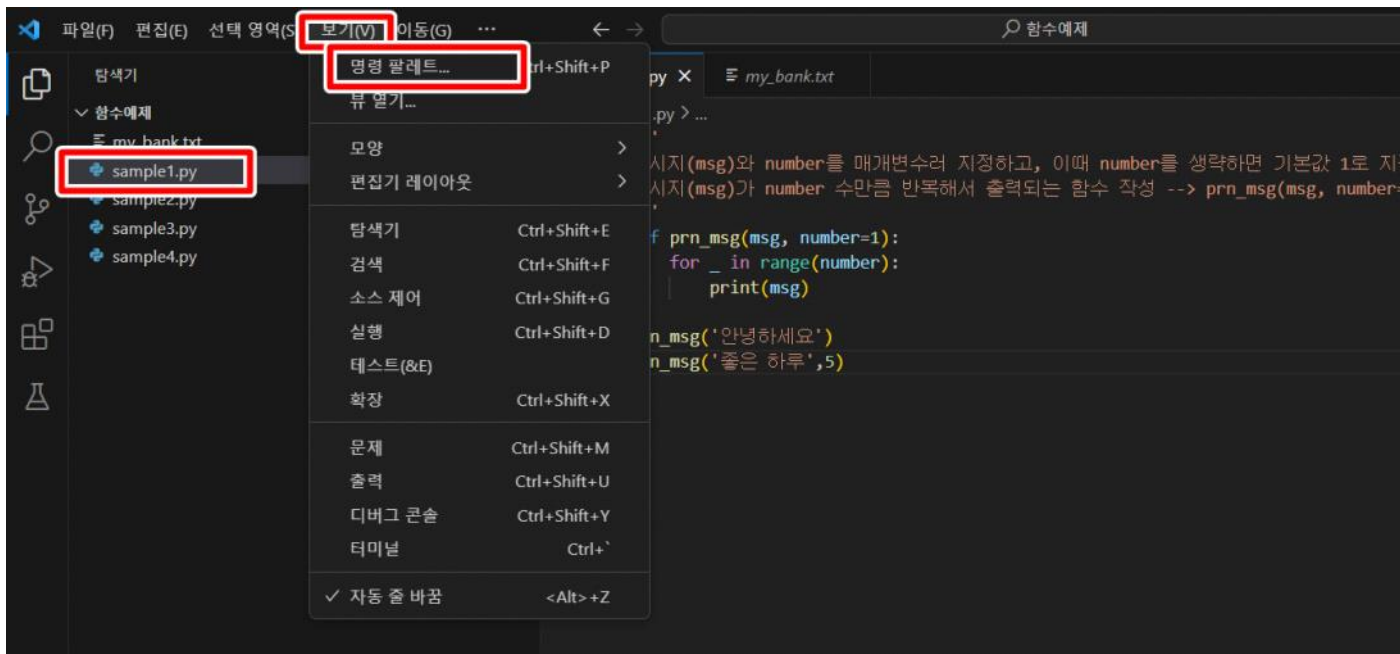 파일(F) 편집(E) 선택 영역(S 보기(V) 이동(G) ··· ← → 함수예제
탐색기
함수예제
my_bank.txt
sample1.py
sample2.py
sample3.py
sample4.py
명령 팔레트... trl+Shift+P
뷰 열기...
모양
편집기 레이아웃
탐색기 Ctrl+Shift+E
검색 Ctrl+Shift+F
소스 제어 Ctrl+Shift+G
실행 Ctrl+Shift+D
테스트(&E)
확장 Ctrl+Shift+X
문제 Ctrl+Shift+M
출력 Ctrl+Shift+U
디버그 콘솔 Ctrl+Shift+Y
터미널 Ctrl+`
자동 줄 바꿈 <Alt>+Z
py × my_bank.txt
.py > ...
'
시지(msg)와 number를 매개변수러 지정하고, 이때 number를 생략하면 기본값 1로 지
시지(msg)가 number 수만큼 반복해서 출력되는 함수 작성 --> prn_msg(msg, number=
'
f prn_msg(msg, number=1):
for _ in range(number):
print(msg)
n_msg('안녕하세요')
n_msg('좋은 하루',5)